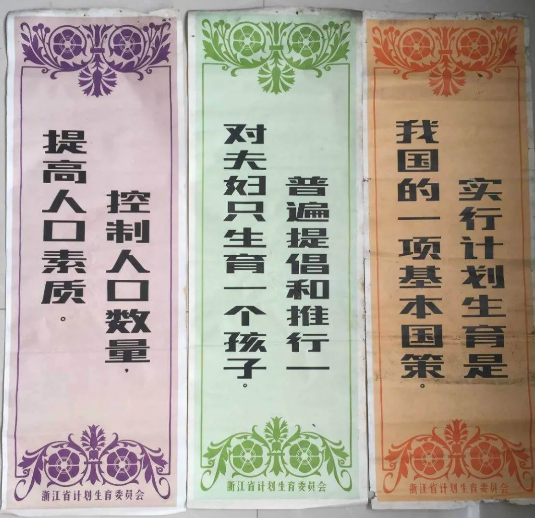 实行计划生育是
我国的一项基本国策。
浙江省计划生育委员会
普遍提倡和推行一
对夫妇只生育一个孩子。
浙江省计划生育委员会
控制人口数量，
提高人口素质。
浙江省计划生育委员会